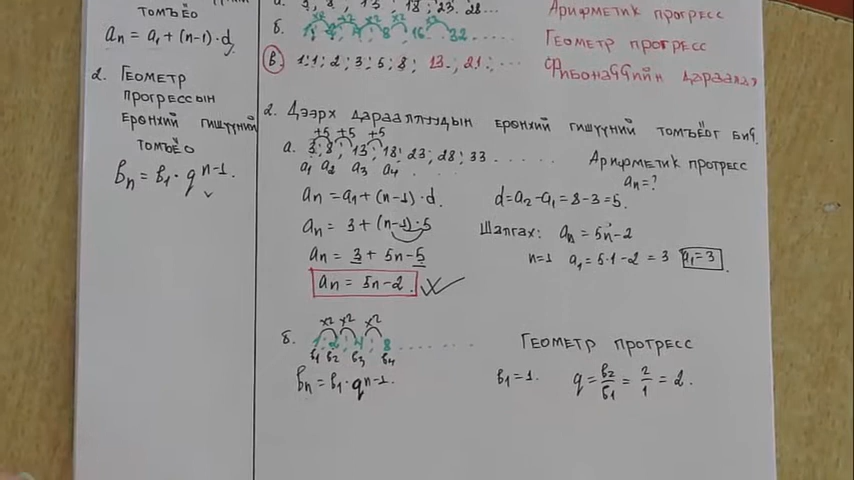 томъёо
aₙ = a₁ + (n-1)·d
2. Геометр
прогрессын
ерөнхий гишүүний
томъёо
bₙ = b₁ · qⁿ⁻¹.
а. 3, 8, 13, 18, 23. 28...
Арифметик прогресс
б. 1, 2, 4, 8, 16, 32....
x2 x2 x2 x2 x2
Геометр прогресс
в. 1; 1; 2; 3; 5; 8; 13.; 21; ...
Фибоначчийн дараалал
2. Дээрх дарааллуудын ерөнхий гишүүний томъёог бич.
+5 +5 +5
а. 3; 8; 13; 18; 23; 28; 33 ......
Арифметик прогресс
a₁ a₂ a₃ a₄ ....
aₙ = ?
aₙ = a₁ + (n-1)·d.
d = a₂ - a₁ = 8 - 3 = 5.
aₙ = 3 + (n-1)·5
Шалгах: aₙ = 5n - 2
aₙ = 3 + 5n - 5
n=1 a₁ = 5·1 - 2 = 3 a₁ = 3.
aₙ = 5n - 2.
x2 x2 x2
б. 1; 2; 4; 8 ........
Геометр прогресс
b₁ b₂ b₃ b₄
bₙ = b₁ · qⁿ⁻¹.
b₁ = 1. q = b₂/b₁ = 2/1 = 2.